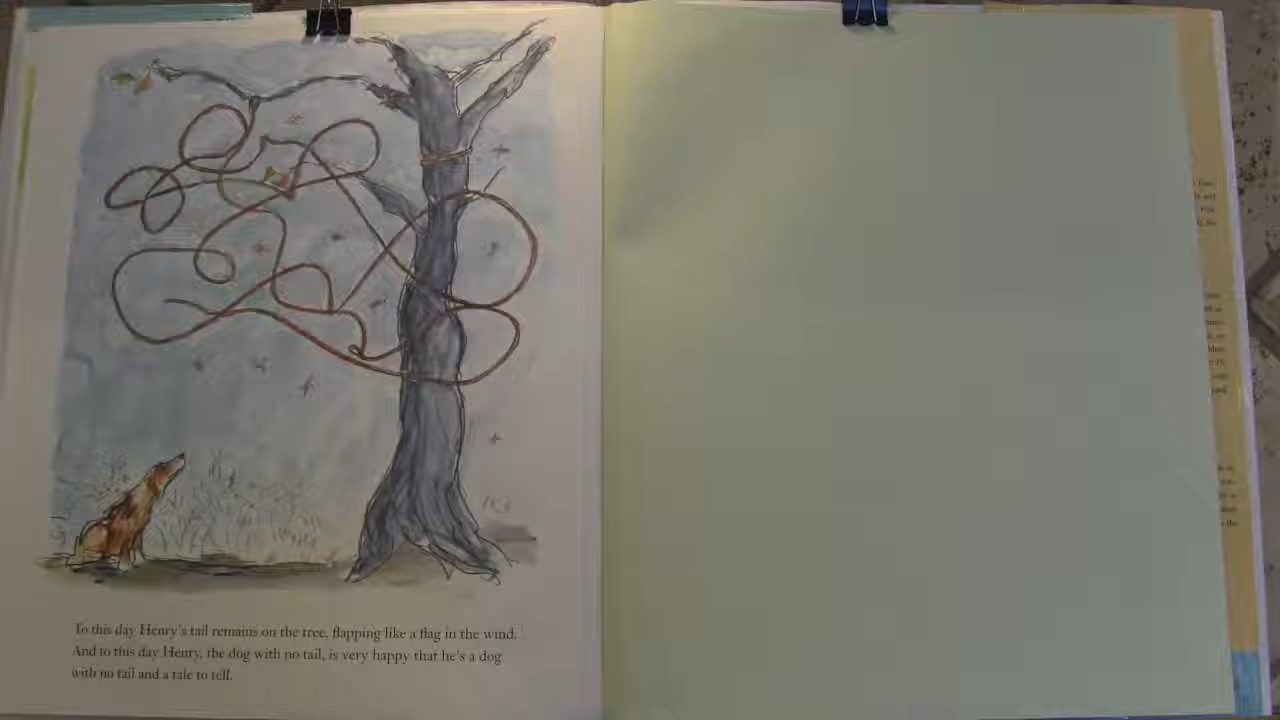 To this day Henry's tail remains on the tree, flapping like a flag in the wind.
And to this day Henry, the dog with no tail, is very happy that he's a dog
with no tail and a tale to tell.